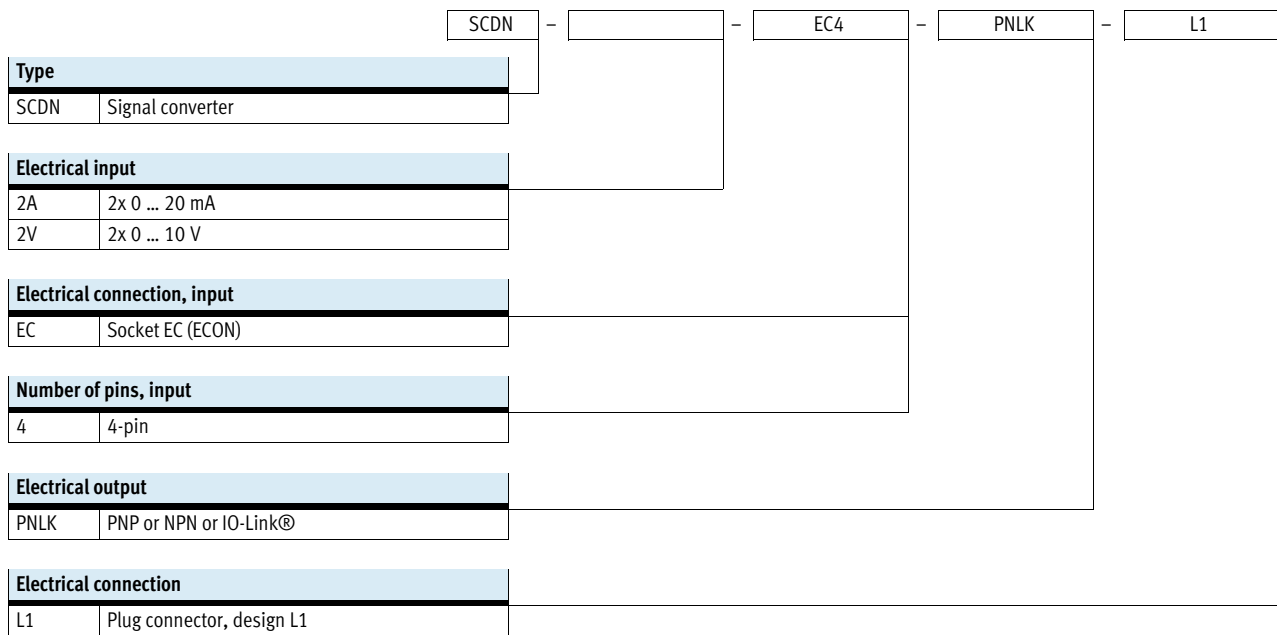 SCDN – – EC4 – PNLK – L1
Type
SCDN Signal converter
Electrical input
2A 2x 0 ... 20 mA
2V 2x 0 ... 10 V
Electrical connection, input
EC Socket EC (ECON)
Number of pins, input
4 4-pin
Electrical output
PNLK PNP or NPN or IO-Link®
Electrical connection
L1 Plug connector, design L1